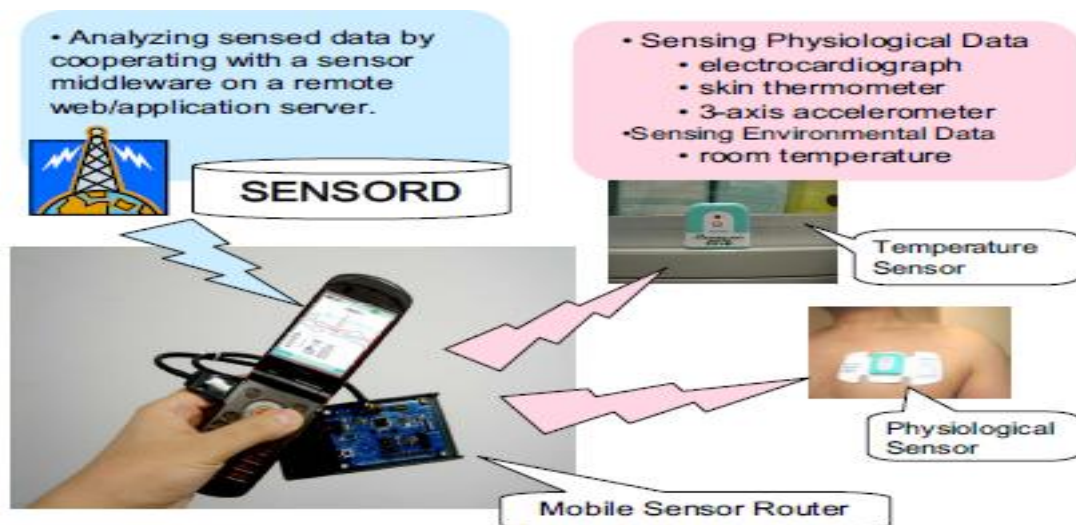 • Analyzing sensed data by
cooperating with a sensor
middleware on a remote
web/application server.
SENSORD
• Sensing Physiological Data
• electrocardiograph
• skin thermometer
• 3-axis accelerometer
•Sensing Environmental Data
• room temperature
Temperature
Sensor
Physiological
Sensor
Mobile Sensor Router